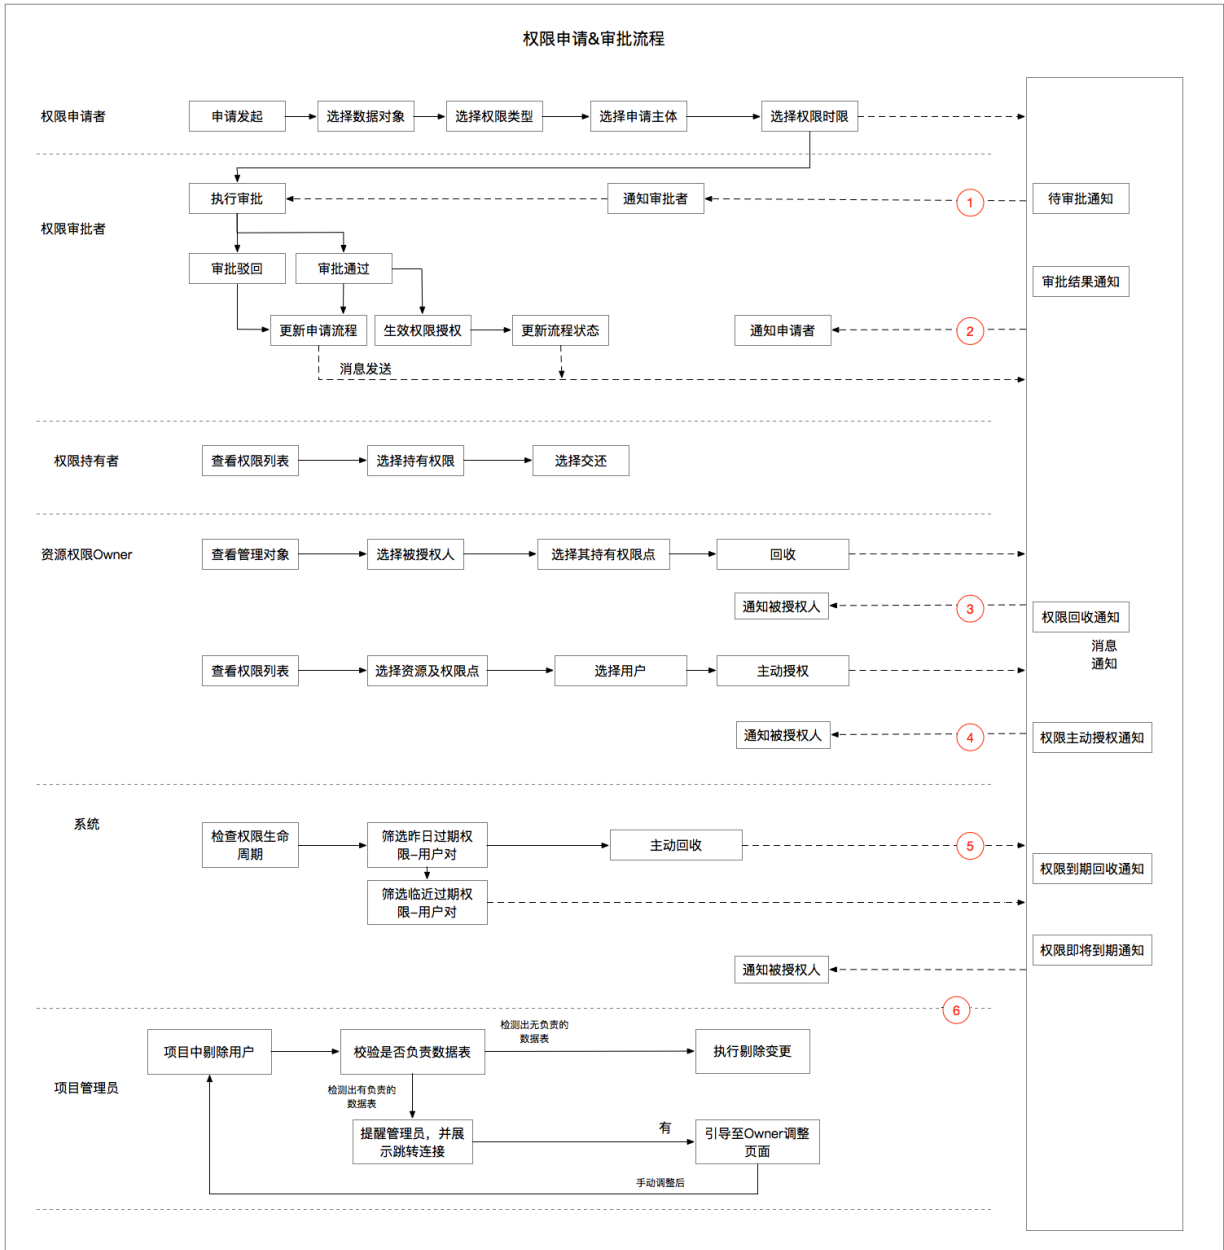 权限申请&审批流程
权限申请者
申请发起
选择数据对象
选择权限类型
选择申请主体
选择权限时限
权限审批者
执行审批
通知审批者
1
待审批通知
审批驳回
审批通过
审批结果通知
更新申请流程
生效权限授权
更新流程状态
通知申请者
2
消息发送
权限持有者
查看权限列表
选择持有权限
选择交还
资源权限Owner
查看管理对象
选择被授权人
选择其持有权限点
回收
通知被授权人
3
权限回收通知
消息
通知
查看权限列表
选择资源及权限点
选择用户
主动授权
通知被授权人
4
权限主动授权通知
系统
检查权限生命
周期
筛选昨日过期权
限-用户对
主动回收
5
权限到期回收通知
筛选临近过期权
限-用户对
权限即将到期通知
通知被授权人
6
项目管理员
项目中剔除用户
校验是否负责数据表
检测出无负责的
数据表
执行剔除变更
检测出有负责的
数据表
提醒管理员，并展
示跳转连接
有
引导至Owner调整
页面
手动调整后